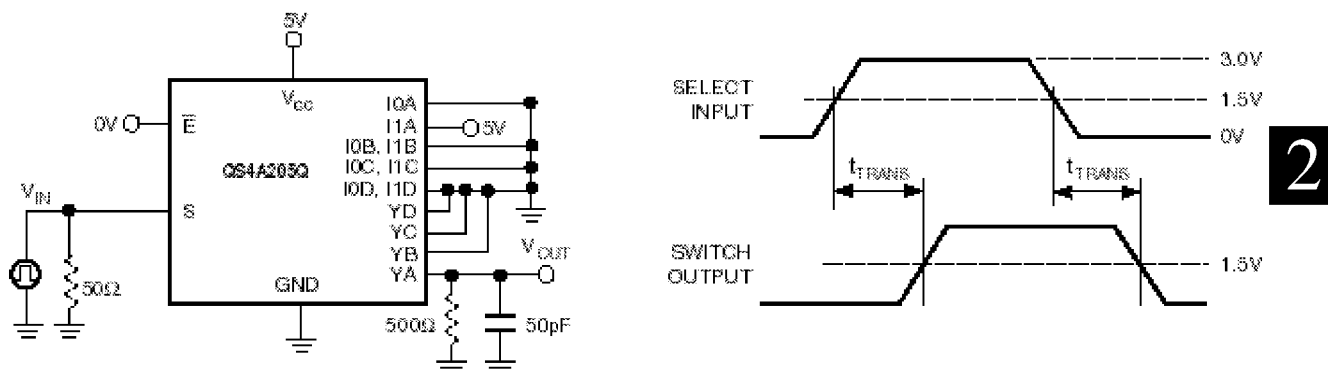 5V
V_CC
0V
E̅
QS4A205Q
V_IN
S
50Ω
GND
I0A
I1A
5V
I0B, I1B
I0C, I1C
I0D, I1D
YD
YC
YB
YA
V_OUT
500Ω
50pF
SELECT
INPUT
3.0V
1.5V
0V
t_TRANS
t_TRANS
SWITCH
OUTPUT
1.5V
2